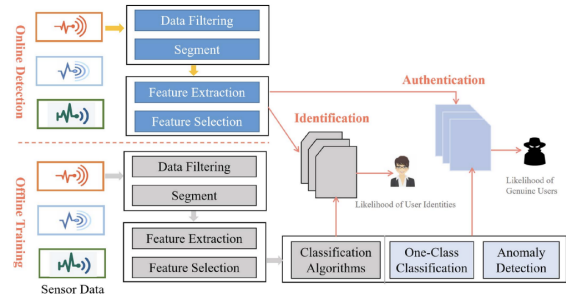 Online Detection
Data Filtering
Segment
Feature Extraction
Feature Selection
Authentication
Identification
Likelihood of User Identities
Likelihood of
Genuine Users
Offline Training
Data Filtering
Segment
Feature Extraction
Feature Selection
Classification
Algorithms
One-Class
Classification
Anomaly
Detection
Sensor Data